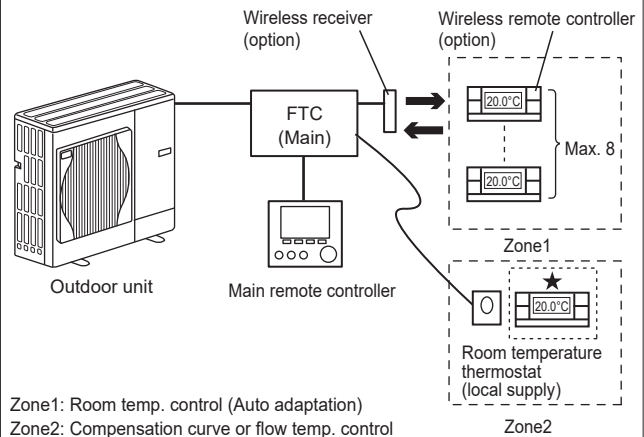 Wireless receiver
(option)
Wireless remote controller
(option)
FTC
(Main)
20.0°C
Max. 8
20.0°C
Zone1
Outdoor unit
Main remote controller
★
20.0°C
Room temperature
thermostat
(local supply)
Zone1: Room temp. control (Auto adaptation)
Zone2: Compensation curve or flow temp. control
Zone2